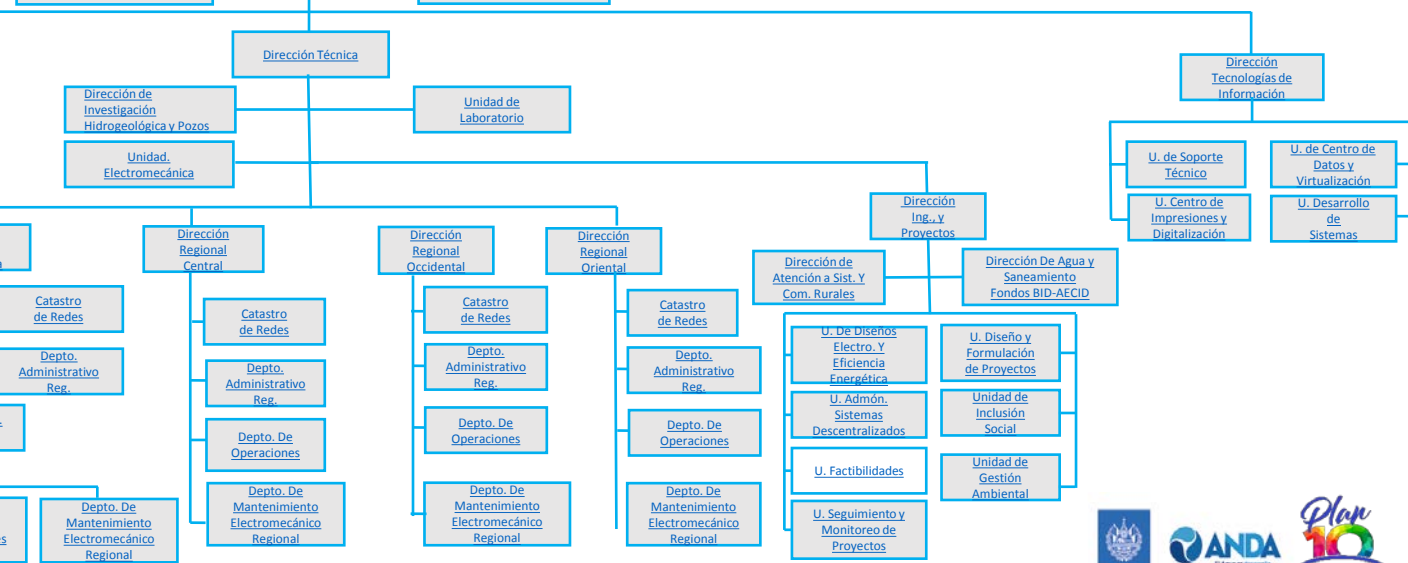 Dirección Técnica
Dirección
Tecnologías de
Información
Dirección de
Investigación
Hidrogeológica y Pozos
Unidad de
Laboratorio
Unidad.
Electromecánica
U. de Soporte
Técnico
U. de Centro de
Datos y
Virtualización
U. Centro de
Impresiones y
Digitalización
U. Desarrollo
de
Sistemas
Dirección
Ing., y
Proyectos
a
Dirección
Regional
Central
Dirección
Regional
Occidental
Dirección
Regional
Oriental
Dirección de
Atención a Sist. Y
Com. Rurales
Dirección De Agua y
Saneamiento
Fondos BID-AECID
Catastro
de Redes
Depto.
Administrativo
Reg.
Depto. De
Mantenimiento
Electromecánico
Regional
Catastro
de Redes
Depto.
Administrativo
Reg.
Depto. De
Operaciones
Depto. De
Mantenimiento
Electromecánico
Regional
Catastro
de Redes
Depto.
Administrativo
Reg.
Depto. De
Operaciones
Depto. De
Mantenimiento
Electromecánico
Regional
Catastro
de Redes
Depto.
Administrativo
Reg.
Depto. De
Operaciones
Depto. De
Mantenimiento
Electromecánico
Regional
U. De Diseños
Electro. Y
Eficiencia
Energética
U. Admón.
Sistemas
Descentralizados
U. Factibilidades
U. Seguimiento y
Monitoreo de
Proyectos
U. Diseño y
Formulación
de Proyectos
Unidad de
Inclusión
Social
Unidad de
Gestión
Ambiental
ANDA
Plan
10